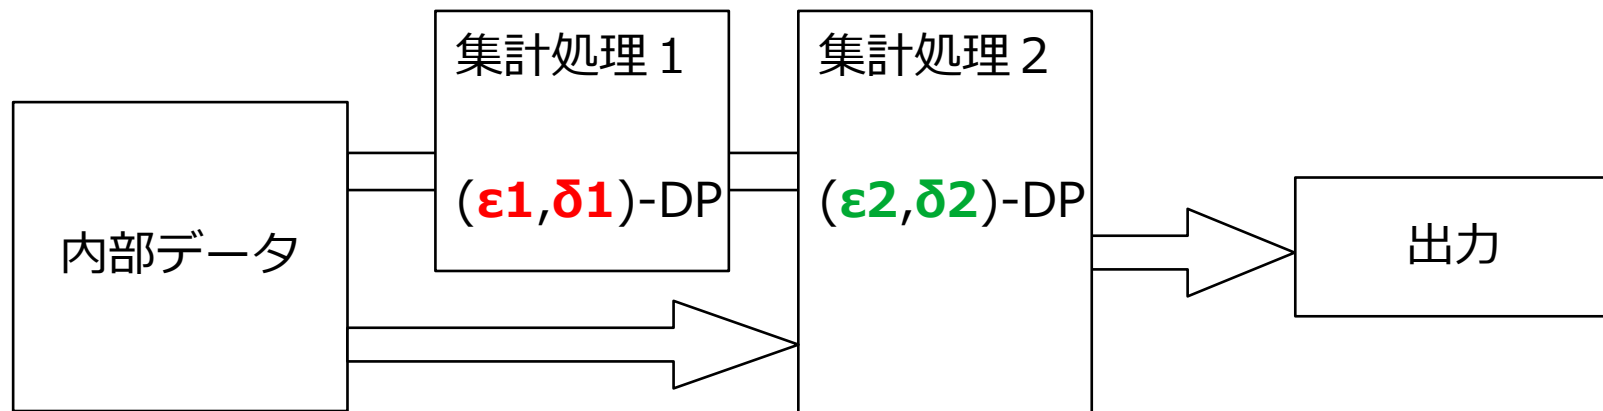 内部データ
集計処理１
(ε1,δ1)-DP
集計処理２
(ε2,δ2)-DP
出力